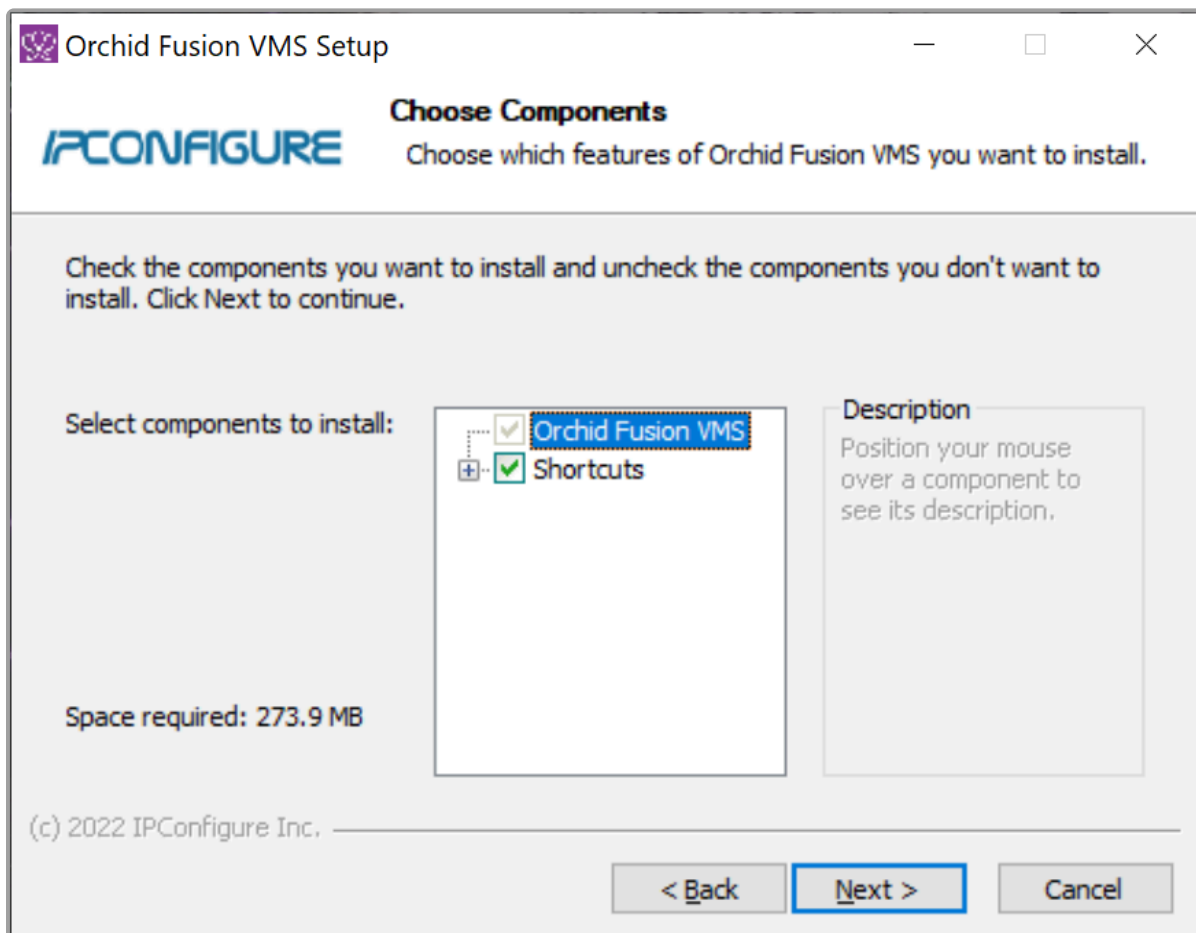 Orchid Fusion VMS Setup
IPCONFIGURE
Choose Components
Choose which features of Orchid Fusion VMS you want to install.
Check the components you want to install and uncheck the components you don't want to
install. Click Next to continue.
Select components to install:
Orchid Fusion VMS
Shortcuts
Description
Position your mouse
over a component to
see its description.
Space required: 273.9 MB
(c) 2022 IPConfigure Inc.
< Back
Next >
Cancel